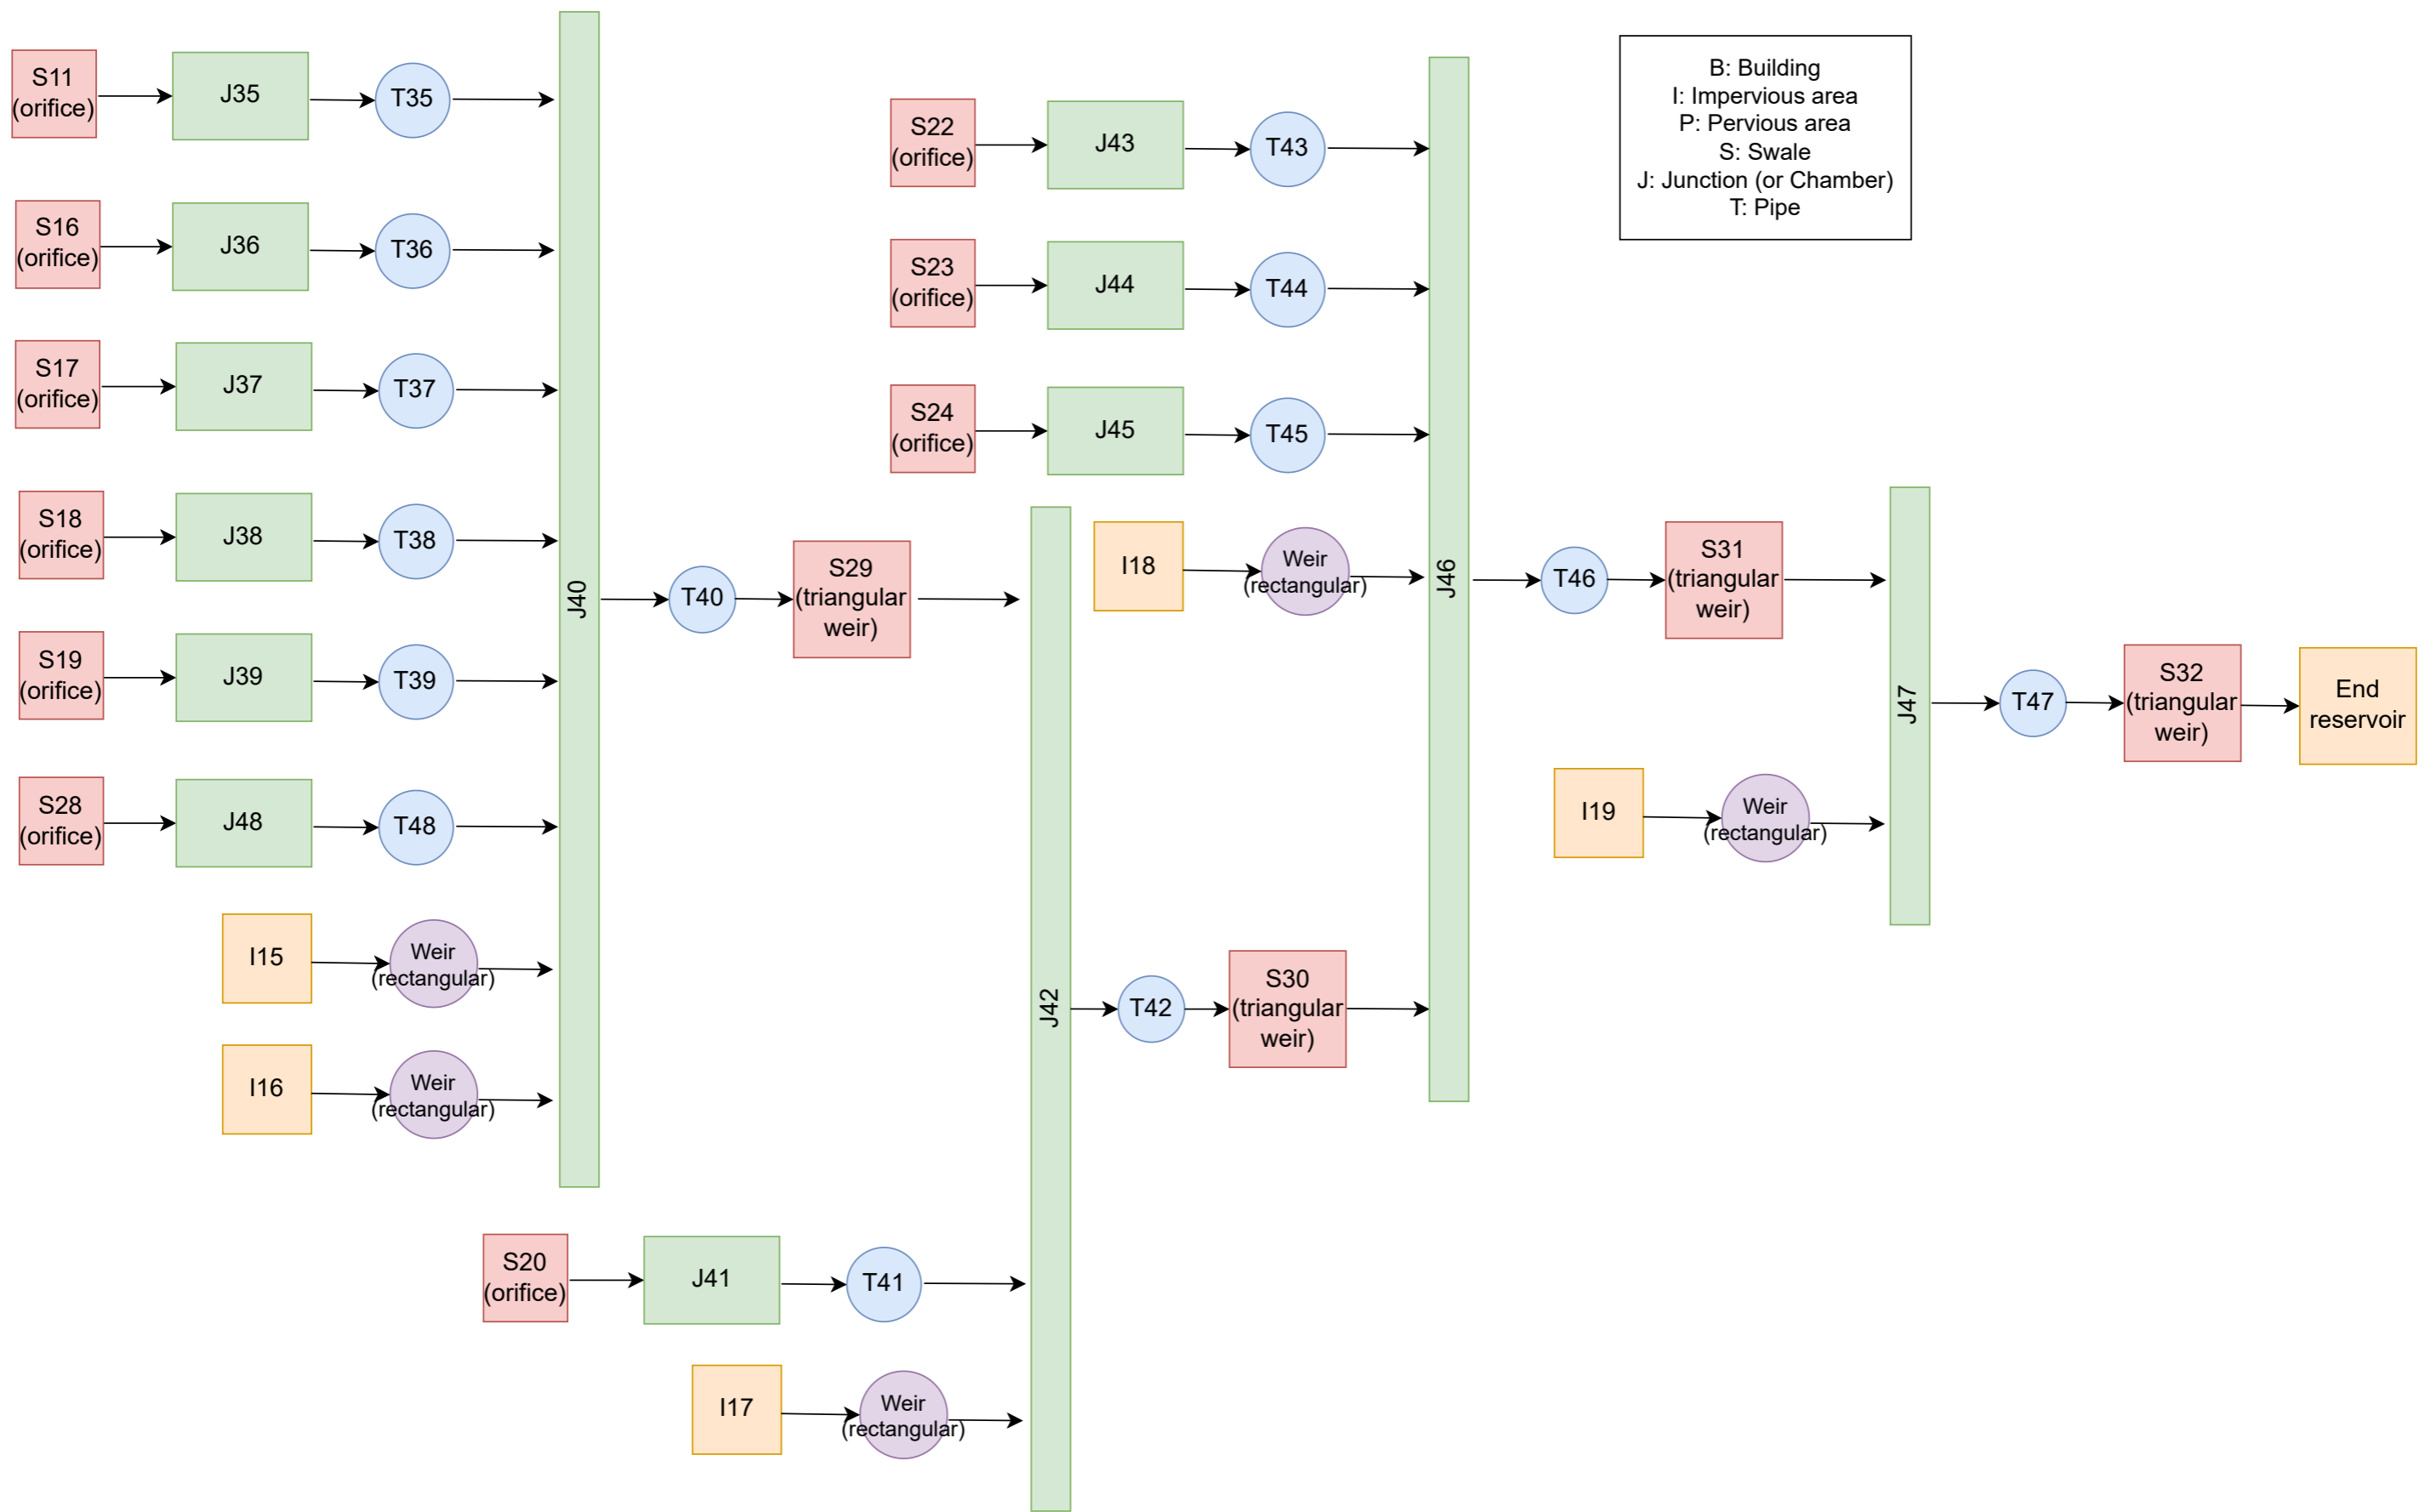 S11
(orifice)
J35
T35
S16
(orifice)
J36
T36
S17
(orifice)
J37
T37
S18
(orifice)
J38
T38
S19
(orifice)
J39
T39
S28
(orifice)
J48
T48
I15
Weir
(rectangular)
I16
Weir
(rectangular)
J40
T40
S29
(triangular
weir)
S20
(orifice)
J41
T41
I17
Weir
(rectangular)
J42
T42
S30
(triangular
weir)
S22
(orifice)
J43
T43
S23
(orifice)
J44
T44
S24
(orifice)
J45
T45
I18
Weir
(rectangular)
J46
T46
S31
(triangular
weir)
I19
Weir
(rectangular)
J47
T47
S32
(triangular
weir)
End
reservoir
B: Building
I: Impervious area
P: Pervious area
S: Swale
J: Junction (or Chamber)
T: Pipe